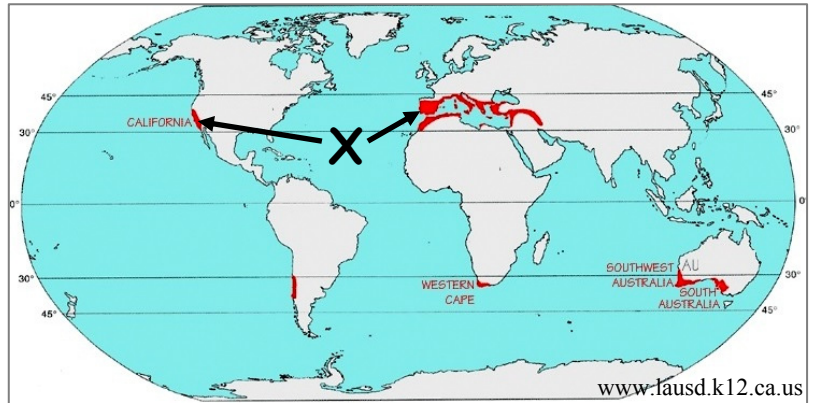 45°
45°
CALIFORNIA
X
30°
30°
0°
0
SOUTHWEST
AUSTRALIA
AU
30°
30°
WESTERN
CAPE
SOUTH
AUSTRALIA
45°
45°
www.lausd.k12.ca.us